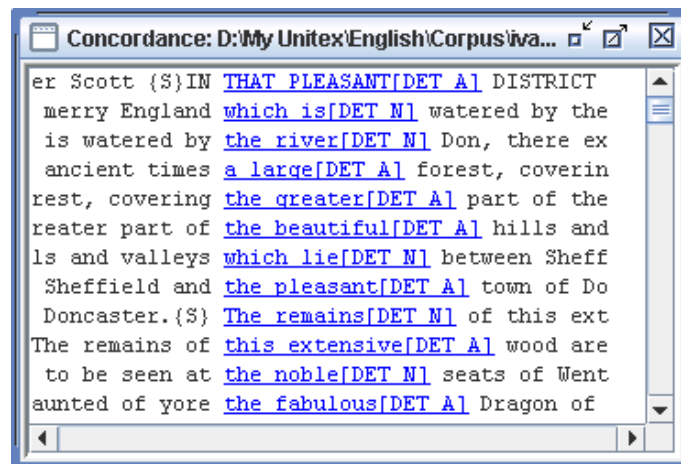 Concordance: D:\My Unitex\English\Corpus\iva...
er Scott {S}IN THAT PLEASANT[DET A] DISTRICT
merry England which is[DET N] watered by the
is watered by the river[DET N] Don, there ex
ancient times a large[DET A] forest, coverin
rest, covering the greater[DET A] part of the
reater part of the beautiful[DET A] hills and
ls and valleys which lie[DET N] between Sheff
Sheffield and the pleasant[DET A] town of Do
Doncaster.{S} The remains[DET N] of this ext
The remains of this extensive[DET A] wood are
to be seen at the noble[DET N] seats of Went
aunted of yore the fabulous[DET A] Dragon of